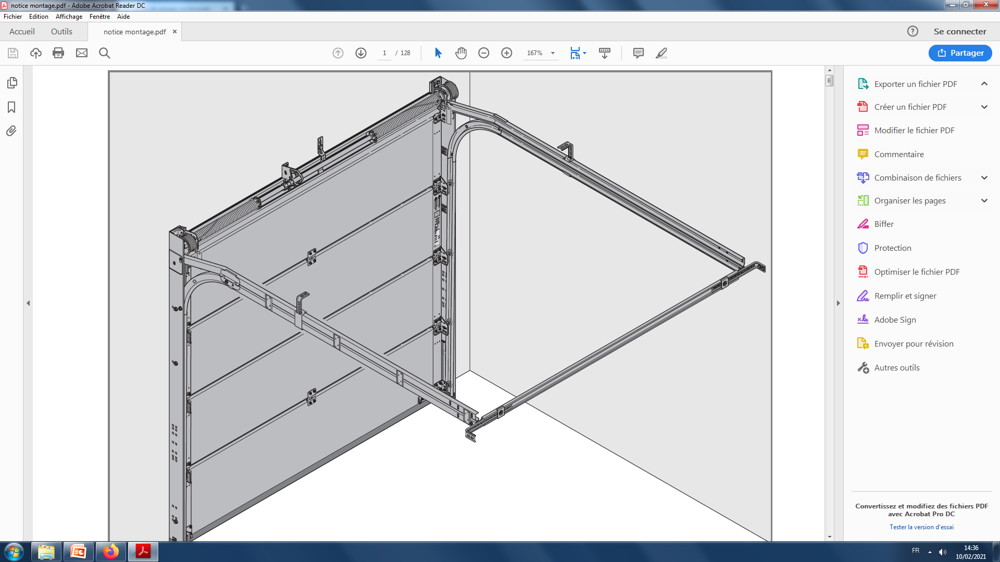 notice montage.pdf - Adobe Acrobat Reader DC
Fichier Edition Affichage Fenêtre Aide
Accueil Outils notice montage.pdf × ? Se connecter
1 / 128 167% Partager
Exporter un fichier PDF
Créer un fichier PDF
Modifier le fichier PDF
Commentaire
Combinaison de fichiers
Organiser les pages
Biffer
Protection
Optimiser le fichier PDF
Remplir et signer
Adobe Sign
Envoyer pour révision
Autres outils
Convertissez et modifiez des fichiers PDF
avec Acrobat Pro DC
Tester la version d'essai
FR 14:36
10/02/2021